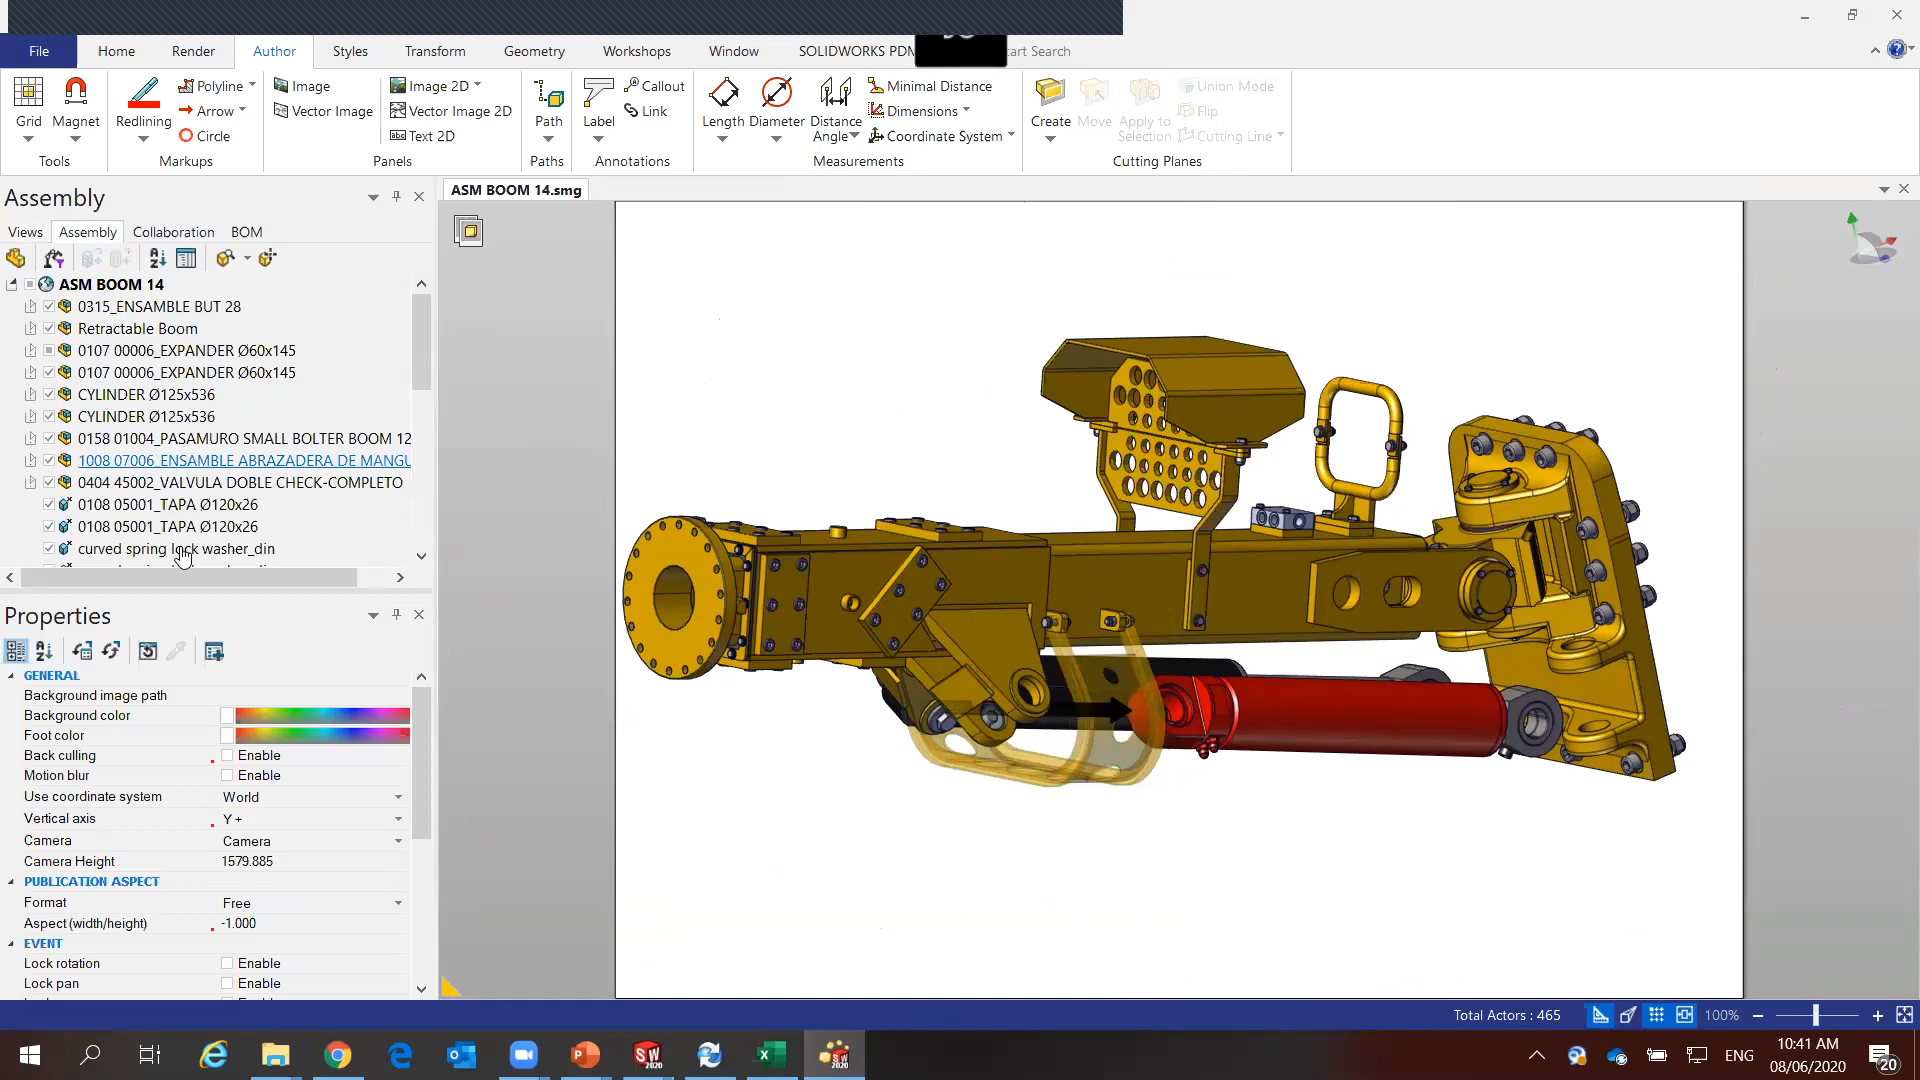 File Home Render Author Styles Transform Geometry Workshops Window SOLIDWORKS PDM art Search
Grid Magnet Redlining Polyline Arrow Circle
Image Vector Image Image 2D Vector Image 2D Text 2D
Path Label Callout Link
Length Diameter Distance Angle Minimal Distance Dimensions Coordinate System
Create Move Apply to Selection Union Mode Flip Cutting Line
Tools Markups Panels Paths Annotations Measurements Cutting Planes
Assembly
ASM BOOM 14.smg
Views Assembly Collaboration BOM
ASM BOOM 14
0315_ENSAMBLE BUT 28
Retractable Boom
0107 00006_EXPANDER Ø60x145
0107 00006_EXPANDER Ø60x145
CYLINDER Ø125x536
CYLINDER Ø125x536
0158 01004_PASAMURO SMALL BOLTER BOOM 12
1008 07006_ENSAMBLE ABRAZADERA DE MANGU
0404 45002_VALVULA DOBLE CHECK-COMPLETO
0108 05001_TAPA Ø120x26
0108 05001_TAPA Ø120x26
curved spring lock washer_din
Properties
GENERAL
Background image path
Background color
Foot color
Back culling Enable
Motion blur Enable
Use coordinate system World
Vertical axis Y +
Camera Camera
Camera Height 1579.885
PUBLICATION ASPECT
Format Free
Aspect (width/height) -1.000
EVENT
Lock rotation Enable
Lock pan Enable
Total Actors : 465 100%
SW 2020
SW 2020
ENG
10:41 AM
08/06/2020
20